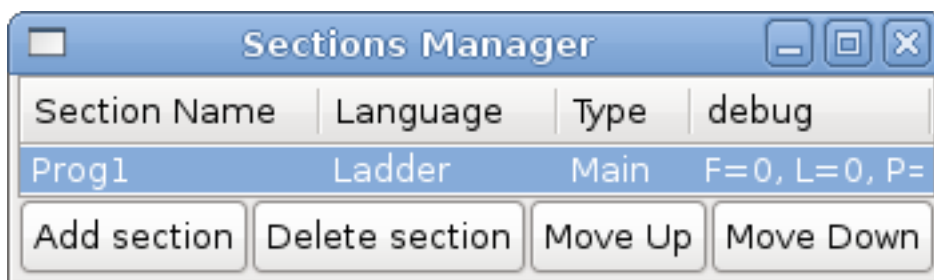 Sections Manager
Section Name Language Type debug
Prog1 Ladder Main F=0, L=0, P=
Add section Delete section Move Up Move Down